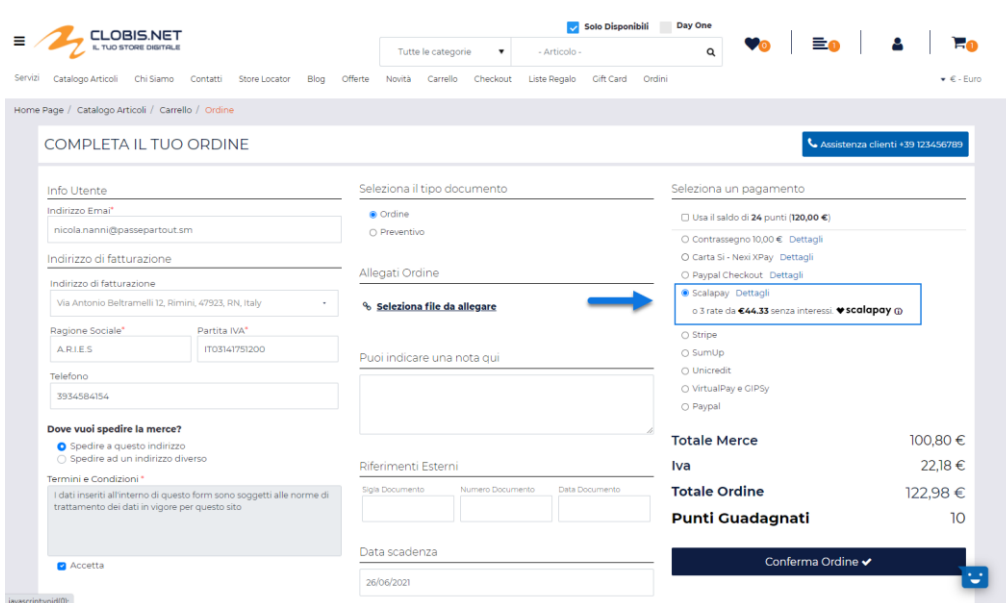 CLOBIS.NET
IL TUO STORE DIGITALE
Solo Disponibili Day One
Tutte le categorie - Articolo -
0 1 1
Servizi Catalogo Articoli Chi Siamo Contatti Store Locator Blog Offerte Novità Carrello Checkout Liste Regalo Gift Card Ordini € - Euro
Home Page / Catalogo Articoli / Carrello / Ordine
COMPLETA IL TUO ORDINE
Assistenza clienti +39 123456789
Info Utente
Indirizzo Emai*
nicola.nanni@passepartout.sm
Indirizzo di fatturazione
Indirizzo di fatturazione
Via Antonio Beltramelli 12, Rimini, 47923, RN, Italy
Ragione Sociale* Partita IVA*
A.R.I.E.S IT03141751200
Telefono
3934584154
Dove vuoi spedire la merce?
Spedire a questo indirizzo
Spedire ad un indirizzo diverso
Termini e Condizioni *
I dati inseriti all'interno di questo form sono soggetti alle norme di
trattamento dei dati in vigore per questo sito
Accetta
Seleziona il tipo documento
Ordine
Preventivo
Allegati Ordine
Seleziona file da allegare
Puoi indicare una nota qui
Riferimenti Esterni
Sigla Documento Numero Documento Data Documento
Data scadenza
26/06/2021
Seleziona un pagamento
Usa il saldo di 24 punti (120,00 €)
Contrassegno 10,00 € Dettagli
Carta Si - Nexi XPay Dettagli
Paypal Checkout Dettagli
Scalapay Dettagli
o 3 rate da €44.33 senza interessi. scalapay
Stripe
SumUp
Unicredit
VirtualPay e GIPSy
Paypal
Totale Merce 100,80 €
Iva 22,18 €
Totale Ordine 122,98 €
Punti Guadagnati 10
Conferma Ordine
javascript:void(0);